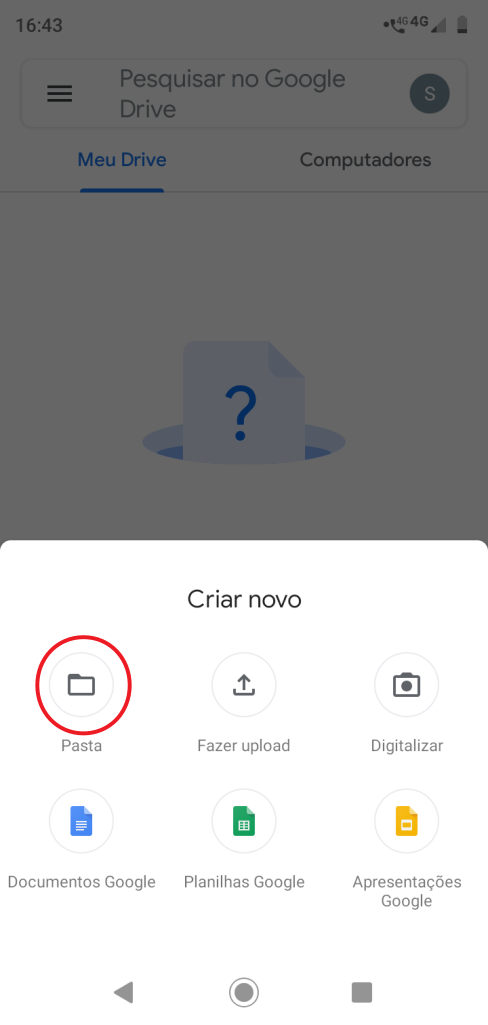 16:43
4G 4G
Pesquisar no Google
Drive
S
Meu Drive
Computadores
?
Criar novo
Pasta
Fazer upload
Digitalizar
Documentos Google
Planilhas Google
Apresentações
Google